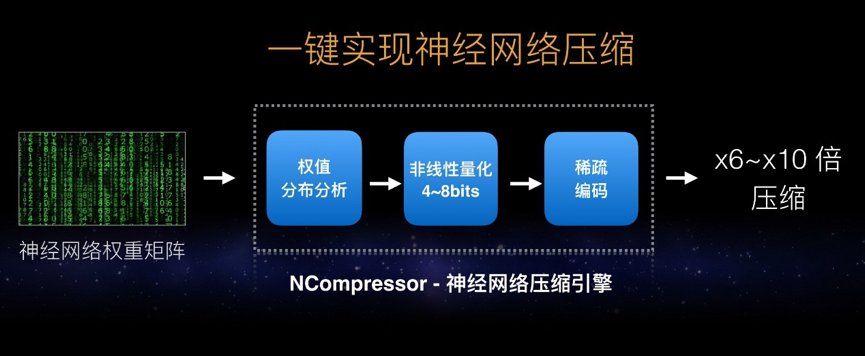 一键实现神经网络压缩
权值
分布分析
非线性量化
4~8bits
稀疏
编码
x6~x10 倍
压缩
神经网络权重矩阵
NCompressor - 神经网络压缩引擎